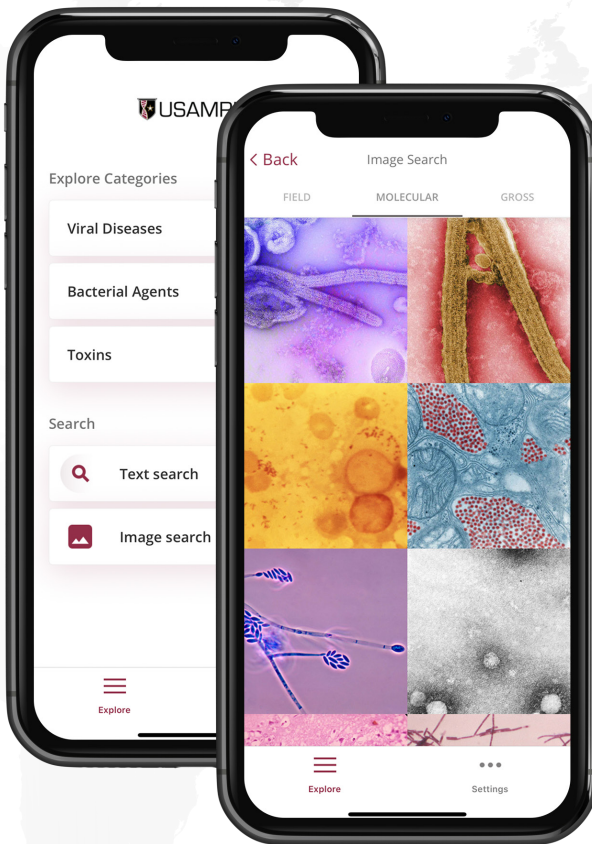 Explore Categories
Viral Diseases
Bacterial Agents
Toxins
Search
Text search
Image search
Explore
Back
Image Search
FIELD
MOLECULAR
GROSS
Explore
Settings